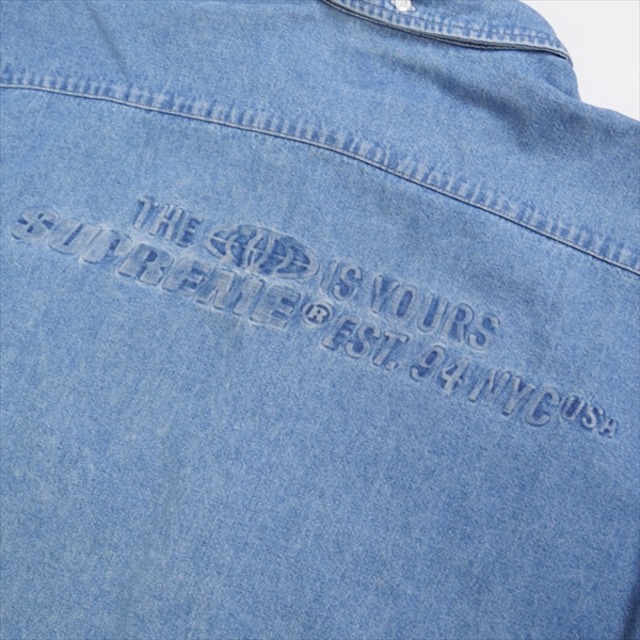 THE IS YOURS
SUPREME® EST. 94 NYC USA